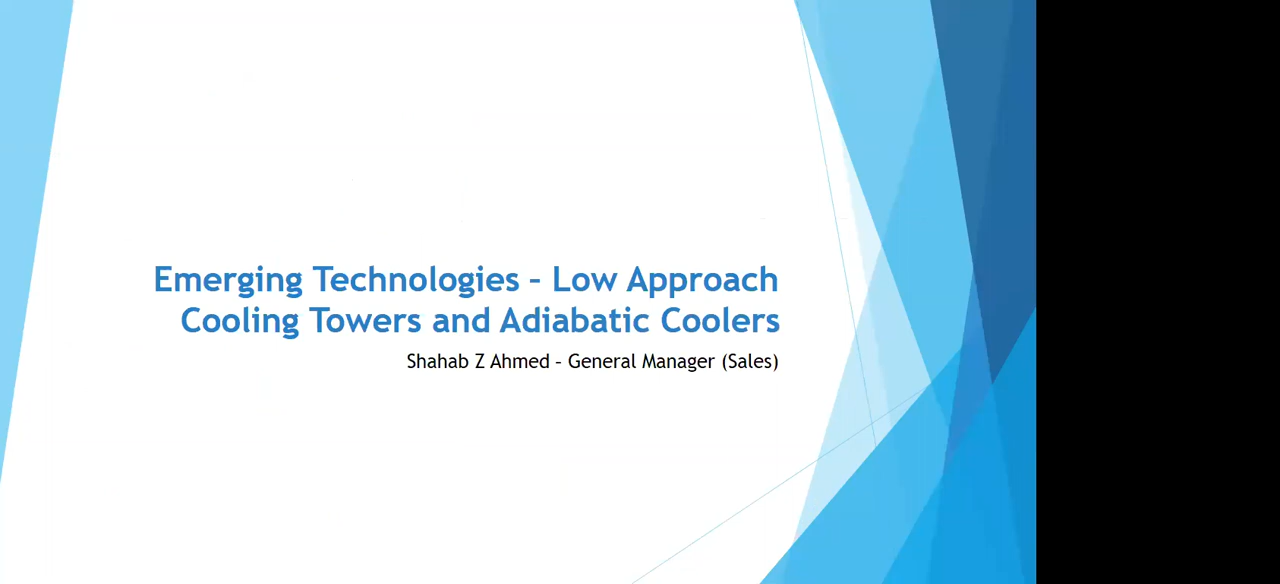 Emerging Technologies – Low Approach
Cooling Towers and Adiabatic Coolers
Shahab Z Ahmed – General Manager (Sales)